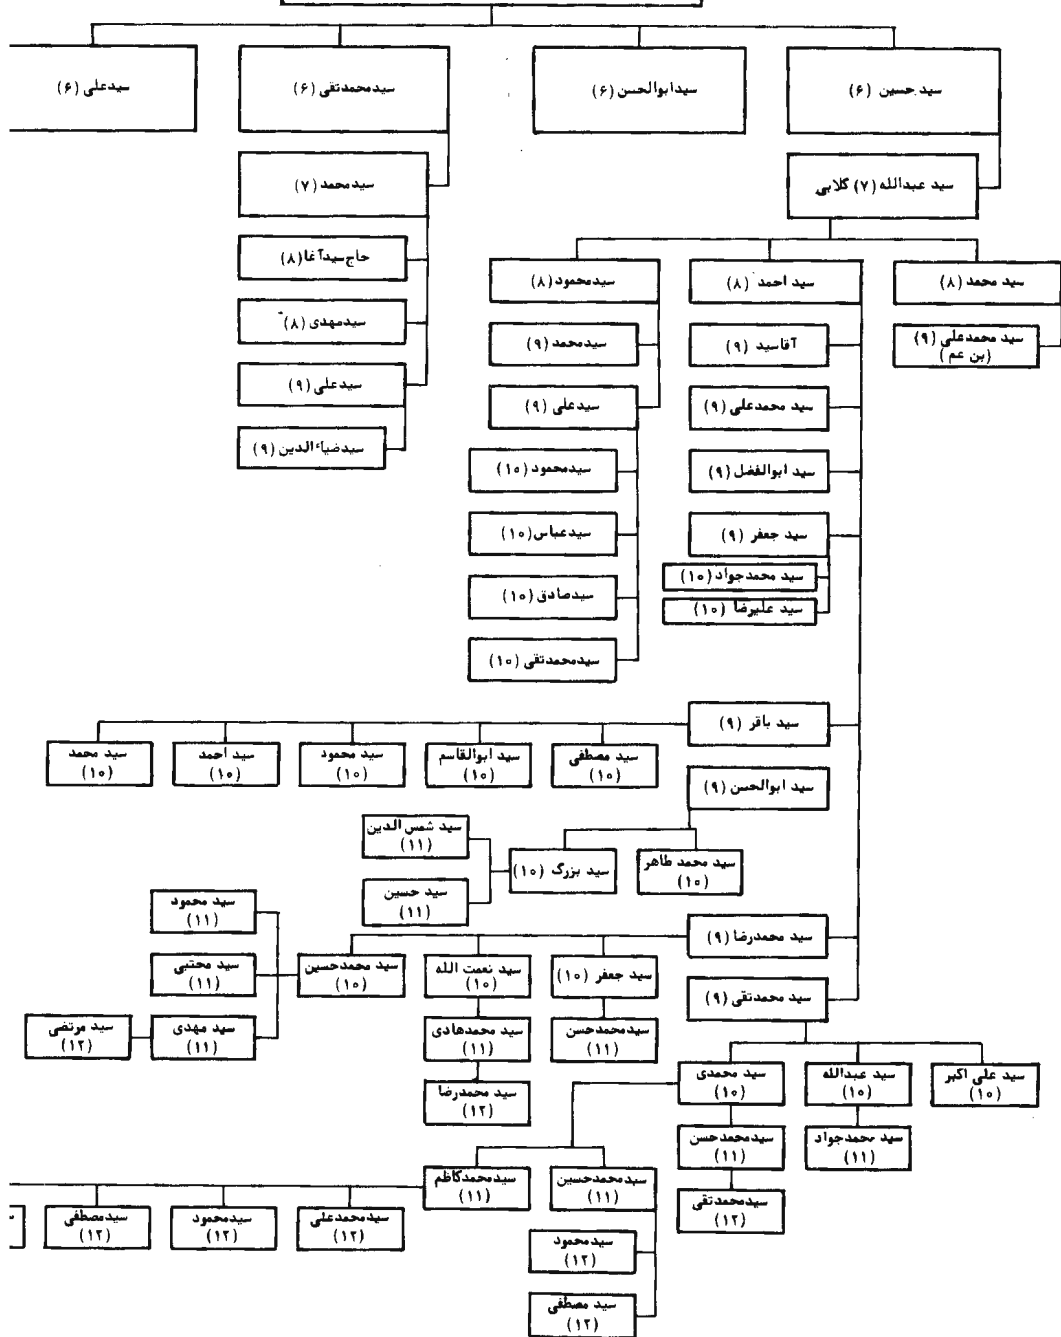 سید حسین (۶)
سیدابوالحسن (۶)
سیدمحمدتقی (۶)
سیدعلی (۶)
سید عبدالله (۷) گلابی
سیدمحمد (۷)
حاج سیدآغا (۸)
سیدمهدی (۸)
سیدعلی (۹)
سیدضیاءالدین (۹)
سید محمد (۸)
سید احمد (۸)
سیدمحمود (۸)
سید محمدعلی (۹)
(بن عم)
آقاسید (۹)
سیدمحمد (۹)
سید محمدعلی (۹)
سیدعلی (۹)
سید ابوالفضل (۹)
سیدمحمود (۱۰)
سید جعفر (۹)
سیدعباس (۱۰)
سید محمدجواد (۱۰)
سید علیرضا (۱۰)
سیدصادق (۱۰)
سیدمحمدتقی (۱۰)
سید باقر (۹)
سید مصطفی
(۱۰)
سید ابوالقاسم
(۱۰)
سید محمود
(۱۰)
سید احمد
(۱۰)
سید محمد
(۱۰)
سید ابوالحسن (۹)
سید محمد طاهر
(۱۰)
سید بزرگ (۱۰)
سید شمس الدین
(۱۱)
سید حسین
(۱۱)
سید محمدرضا (۹)
سید جعفر (۱۰)
سید نعمت الله
(۱۰)
سید محمدحسین
(۱۰)
سید محمود
(۱۱)
سید مجتبی
(۱۱)
سید مهدی
(۱۱)
سید مرتضی
(۱۲)
سیدمحمدحسن
(۱۱)
سید محمدهادی
(۱۱)
سید محمدرضا
(۱۲)
سید محمدتقی (۹)
سید علی اکبر
(۱۰)
سید عبدالله
(۱۰)
سید محمدی
(۱۰)
سید محمدجواد
(۱۱)
سیدمحمدحسن
(۱۱)
سیدمحمدتقی
(۱۲)
سیدمحمدحسین
(۱۱)
سیدمحمدکاظم
(۱۱)
سیدمحمدعلی
(۱۲)
سیدمحمود
(۱۲)
سیدمصطفی
(۱۲)
سیدمحمود
(۱۲)
سید مصطفی
(۱۲)